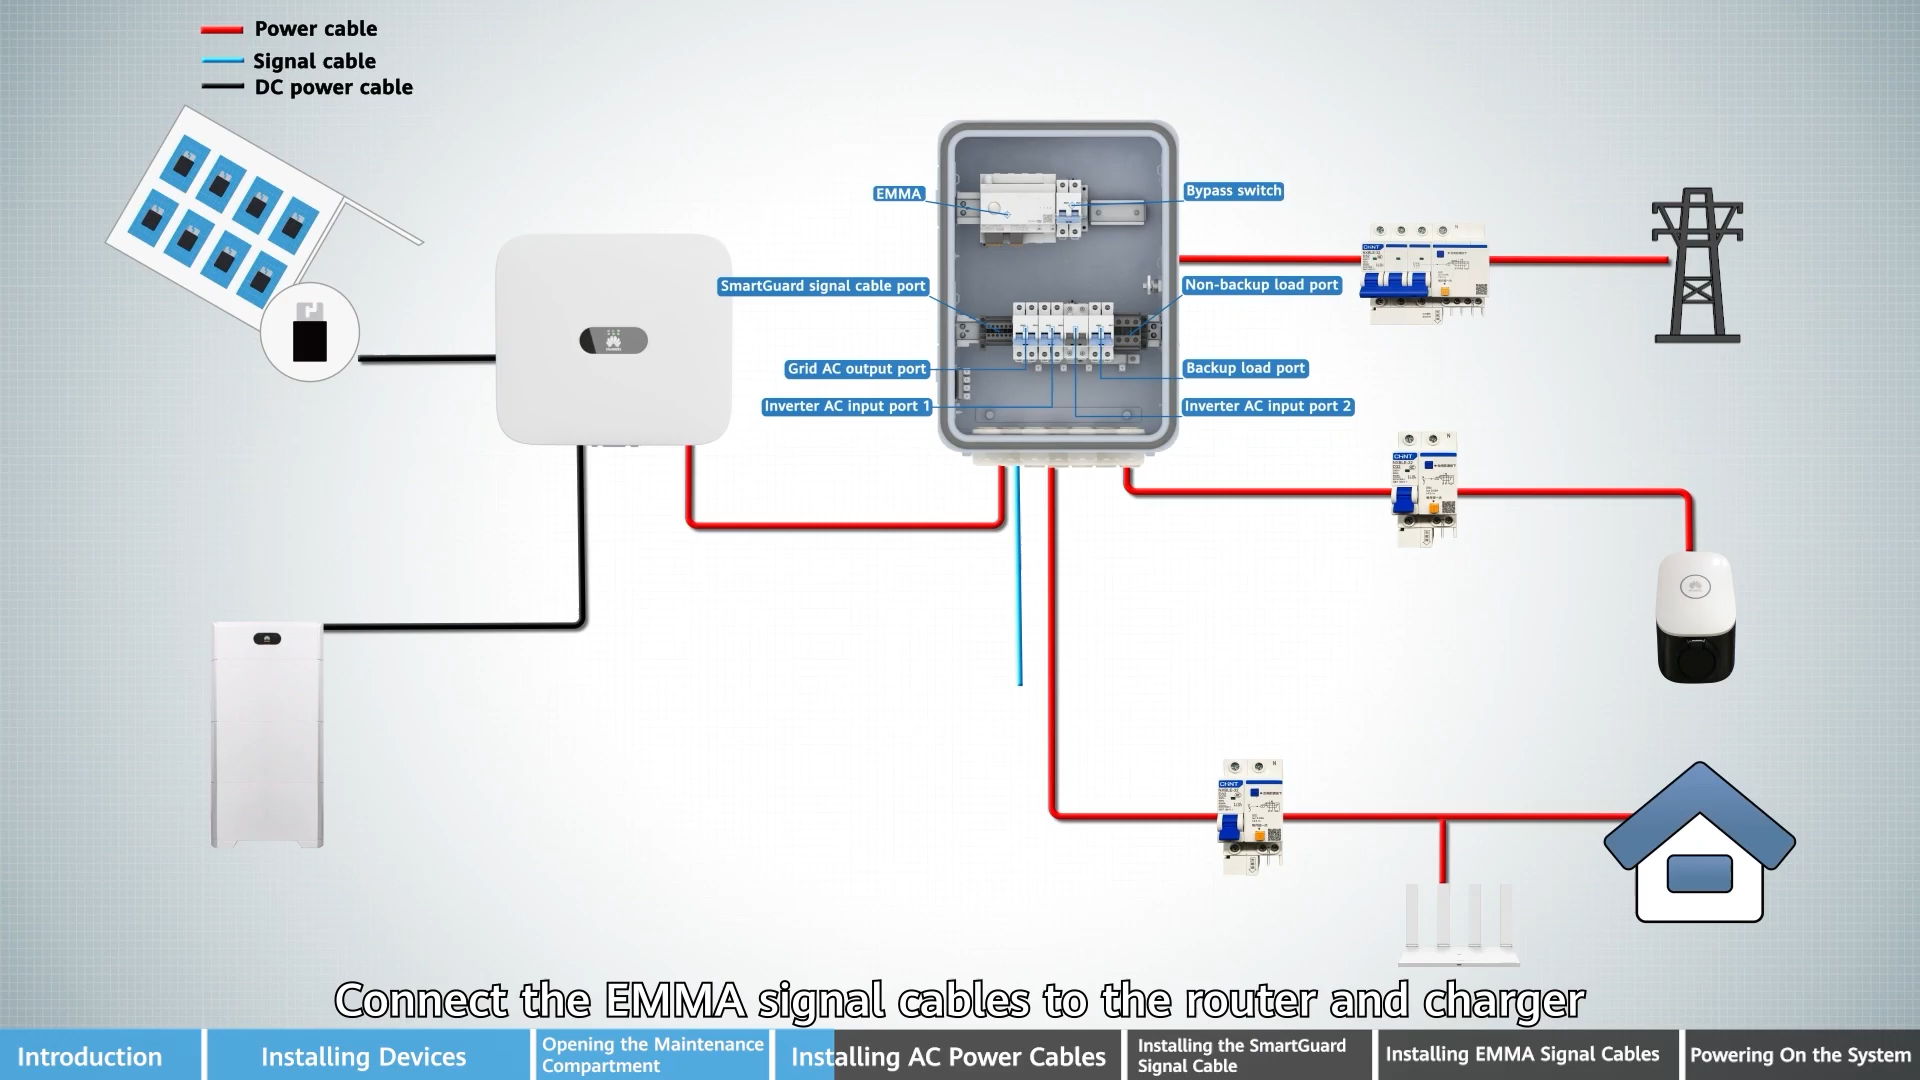 Power cable
Signal cable
DC power cable
EMMA
Bypass switch
SmartGuard signal cable port
Non-backup load port
Grid AC output port
Backup load port
Inverter AC input port 1
Inverter AC input port 2
CHNT
N
CHNT
N
CHNT
N
Connect the EMMA signal cables to the router and charger
Introduction
Installing Devices
Opening the Maintenance
Compartment
Installing AC Power Cables
Installing the SmartGuard
Signal Cable
Installing EMMA Signal Cables
Powering On the System